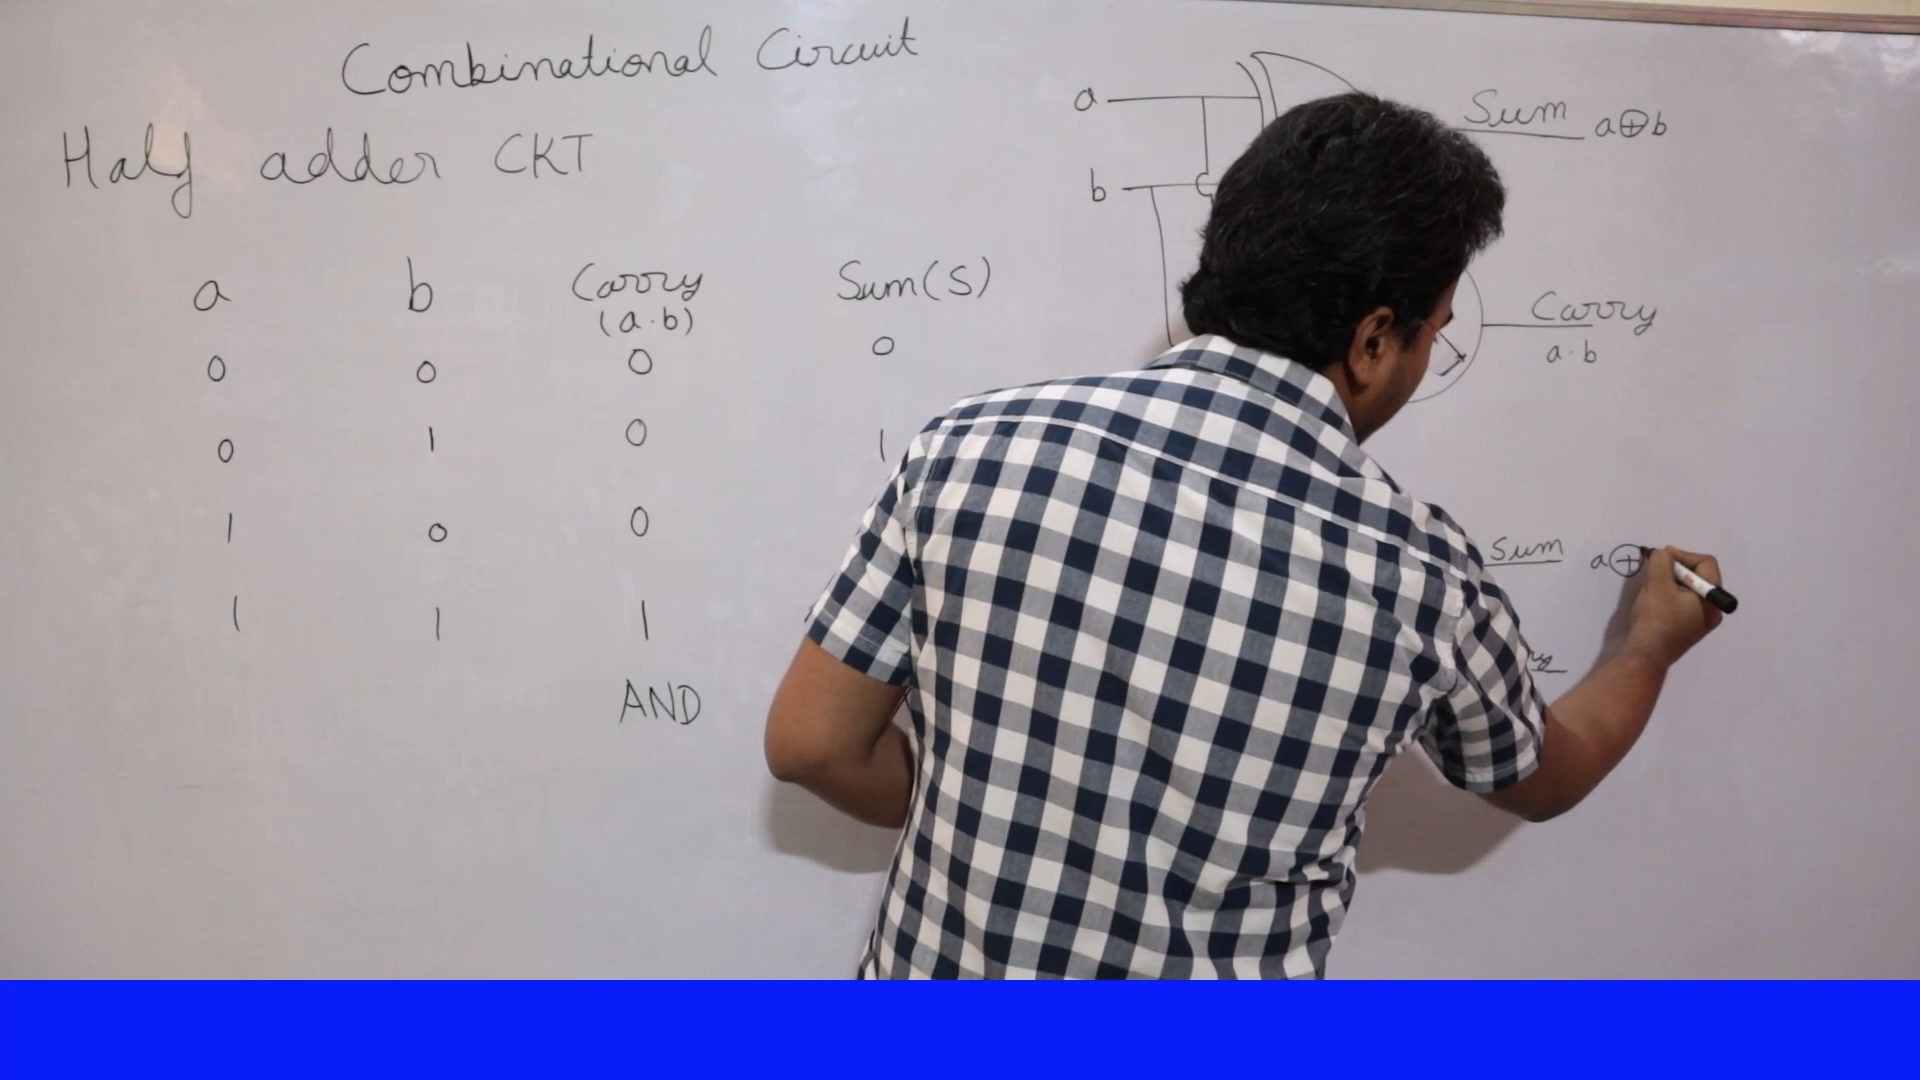 Combinational Circuit
Half adder CKT
a b Carry Sum(S)
(a.b)
0 0 0 0
0 1 0 1
1 0 0
1 1 1
AND
a
b
Sum a⊕b
Carry
a.b
Sum a⊕